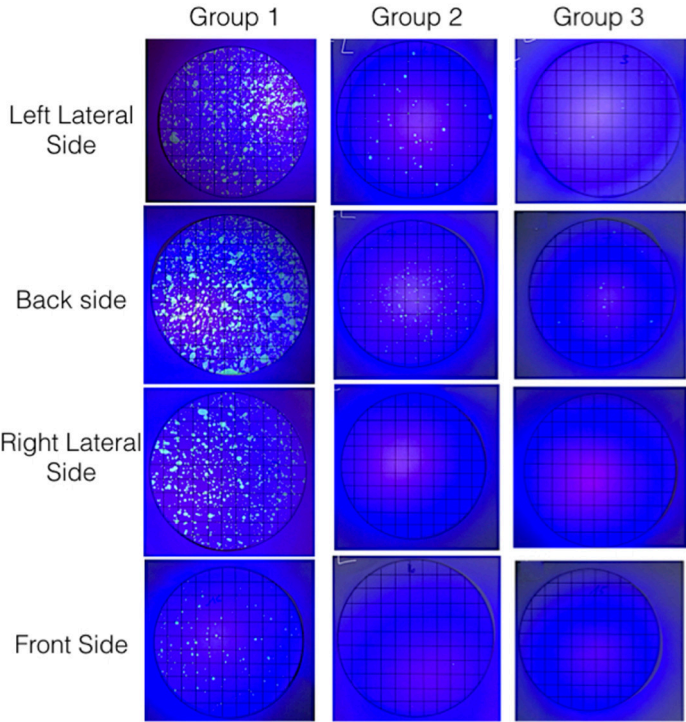 Group 1 Group 2 Group 3
Left Lateral
Side
Back side
Right Lateral
Side
Front Side